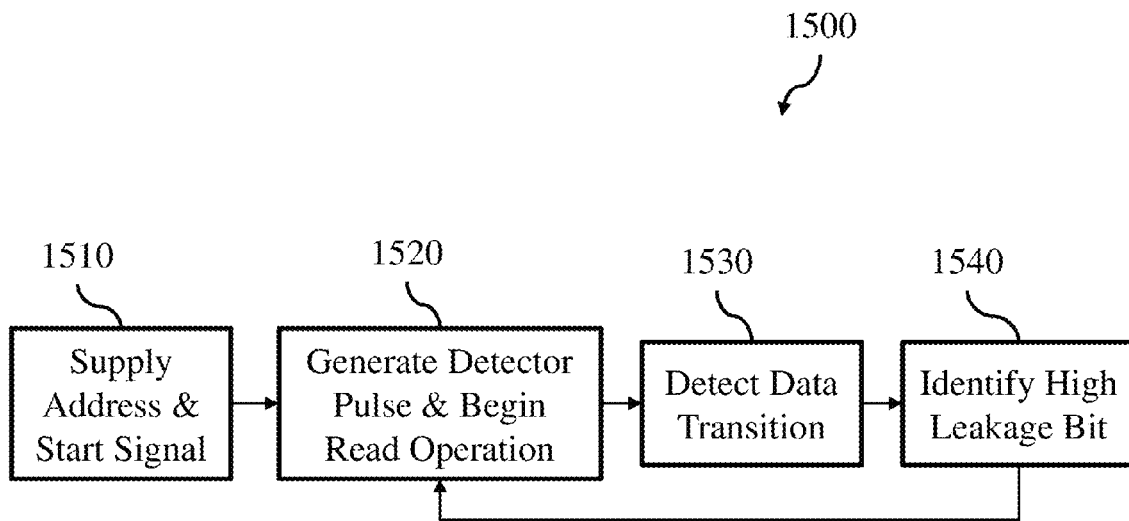 1500
1510
1520
1530
1540
Supply
Address &
Start Signal
Generate Detector
Pulse & Begin
Read Operation
Detect Data
Transition
Identify High
Leakage Bit